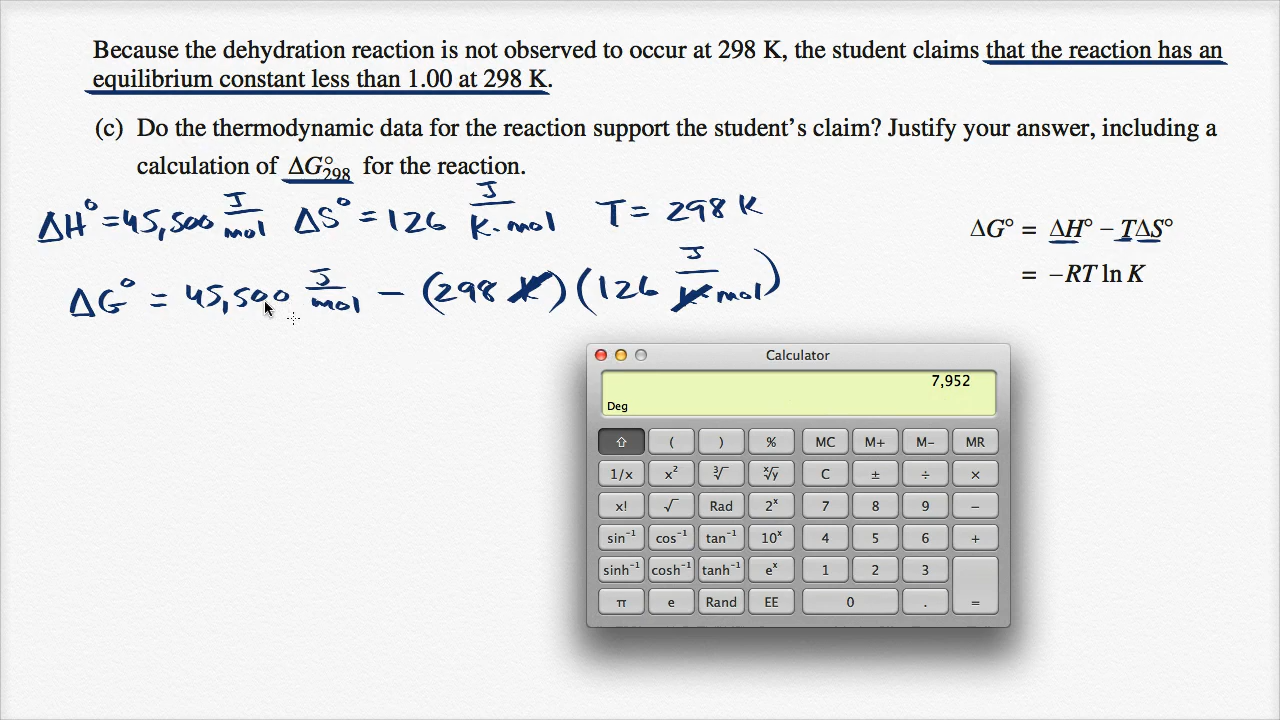 Because the dehydration reaction is not observed to occur at 298 K, the student claims that the reaction has an
equilibrium constant less than 1.00 at 298 K.
(c) Do the thermodynamic data for the reaction support the student's claim? Justify your answer, including a
calculation of ΔG°298 for the reaction.
ΔH° = 45,500 J/mol ΔS° = 126 J/K·mol T = 298 K
ΔG° = ΔH° − TΔS°
= −RT ln K
ΔG° = 45,500 J/mol − (298 K)(126 J/K·mol)
Calculator
7,952
Deg
⇧ ( ) % MC M+ M− MR
1/x x² ∛ ˣ√y C ± ÷ ×
x! √ Rad 2ˣ 7 8 9 −
sin⁻¹ cos⁻¹ tan⁻¹ 10ˣ 4 5 6 +
sinh⁻¹ cosh⁻¹ tanh⁻¹ eˣ 1 2 3
π e Rand EE 0 . =